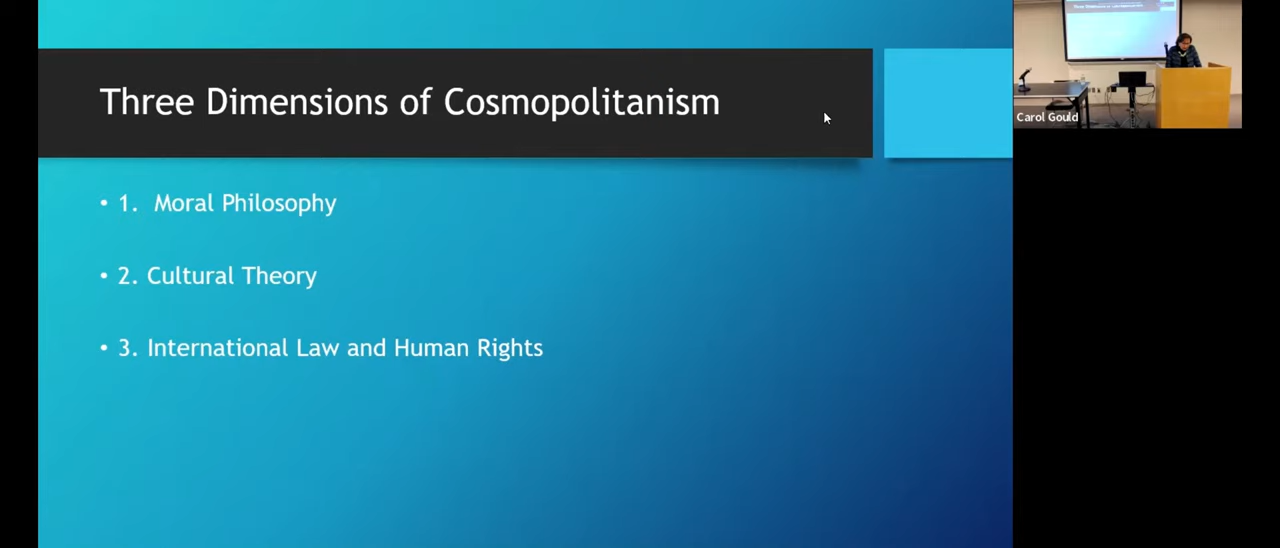 Three Dimensions of Cosmopolitanism
• 1. Moral Philosophy
• 2. Cultural Theory
• 3. International Law and Human Rights
Carol Gould